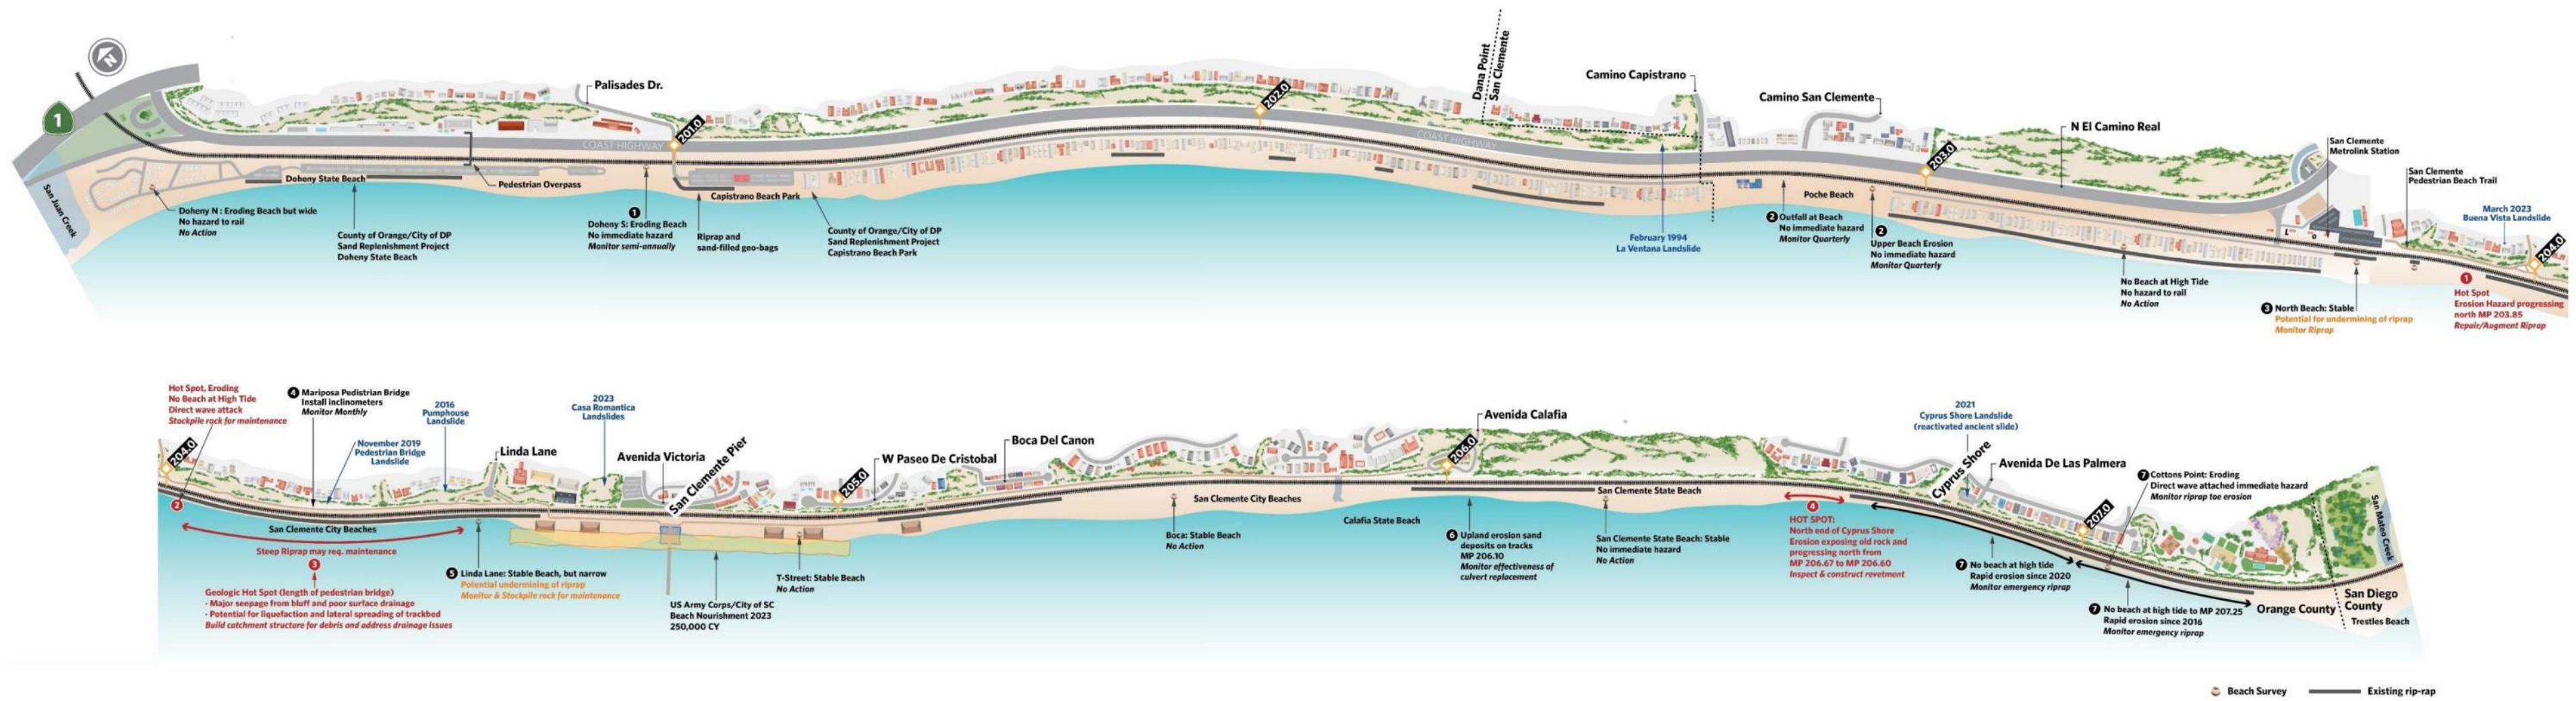 N
1
San Juan Creek
Doheny N : Eroding Beach but wide
No hazard to rail
No Action
Doheny State Beach
County of Orange/City of DP
Sand Replenishment Project
Doheny State Beach
Pedestrian Overpass
Palisades Dr.
COAST HIGHWAY
201.0
1
Doheny S: Eroding Beach
No immediate hazard
Monitor semi-annually
Riprap and
sand-filled geo-bags
Capistrano Beach Park
County of Orange/City of DP
Sand Replenishment Project
Capistrano Beach Park
202.0
COAST HIGHWAY
Dana Point
San Clemente
February 1994
La Ventana Landslide
Camino Capistrano
Camino San Clemente
2 Outfall at Beach
No immediate hazard
Monitor Quarterly
Poche Beach
2
Upper Beach Erosion
No immediate hazard
Monitor Quarterly
203.0
N El Camino Real
No Beach at High Tide
No hazard to rail
No Action
San Clemente
Metrolink Station
3 North Beach: Stable
Potential for undermining of riprap
Monitor Riprap
San Clemente
Pedestrian Beach Trail
March 2023
Buena Vista Landslide
204.0
1
Hot Spot
Erosion Hazard progressing
north MP 203.85
Repair/Augment Riprap
Hot Spot, Eroding
No Beach at High Tide
Direct wave attack
Stockpile rock for maintenance
204.0
2
4 Mariposa Pedistrian Bridge
Install inclinometers
Monitor Monthly
November 2019
Pedestrian Bridge
Landslide
2016
Pumphouse
Landslide
San Clemente City Beaches
Steep Riprap may req. maintenance
3
Geologic Hot Spot (length of pedestrian bridge)
- Major seepage from bluff and poor surface drainage
- Potential for liquefaction and lateral spreading of trackbed
Build catchment structure for debris and address drainage issues
Linda Lane
5 Linda Lane: Stable Beach, but narrow
Potential undermining of riprap
Monitor & Stockpile rock for maintenance
2023
Casa Romantica
Landslides
Avenida Victoria
San Clemente Pier
US Army Corps/City of SC
Beach Nourishment 2023
250,000 CY
T-Street: Stable Beach
No Action
205.0
W Paseo De Cristobal
Boca Del Canon
San Clemente City Beaches
Boca: Stable Beach
No Action
Calafia State Beach
206.0
Avenida Calafia
6 Upland erosion sand
deposits on tracks
MP 206.10
Monitor effectiveness of
culvert replacement
San Clemente State Beach
San Clemente State Beach: Stable
No immediate hazard
No Action
4
HOT SPOT:
North end of Cyprus Shore
Erosion exposing old rock and
progressing north from
MP 206.67 to MP 206.60
Inspect & construct revetment
2021
Cyprus Shore Landslide
(reactivated ancient slide)
Cyprus Shore
Avenida De Las Palmera
7 No beach at high tide
Rapid erosion since 2020
Monitor emergency riprap
207.0
7 Cottons Point: Eroding
Direct wave attached immediate hazard
Monitor riprap toe erosion
7 No beach at high tide to MP 207.25
Rapid erosion since 2016
Monitor emergency riprap
Orange County
San Diego
County
Trestles Beach
San Mateo Creek
Beach Survey
Existing rip-rap